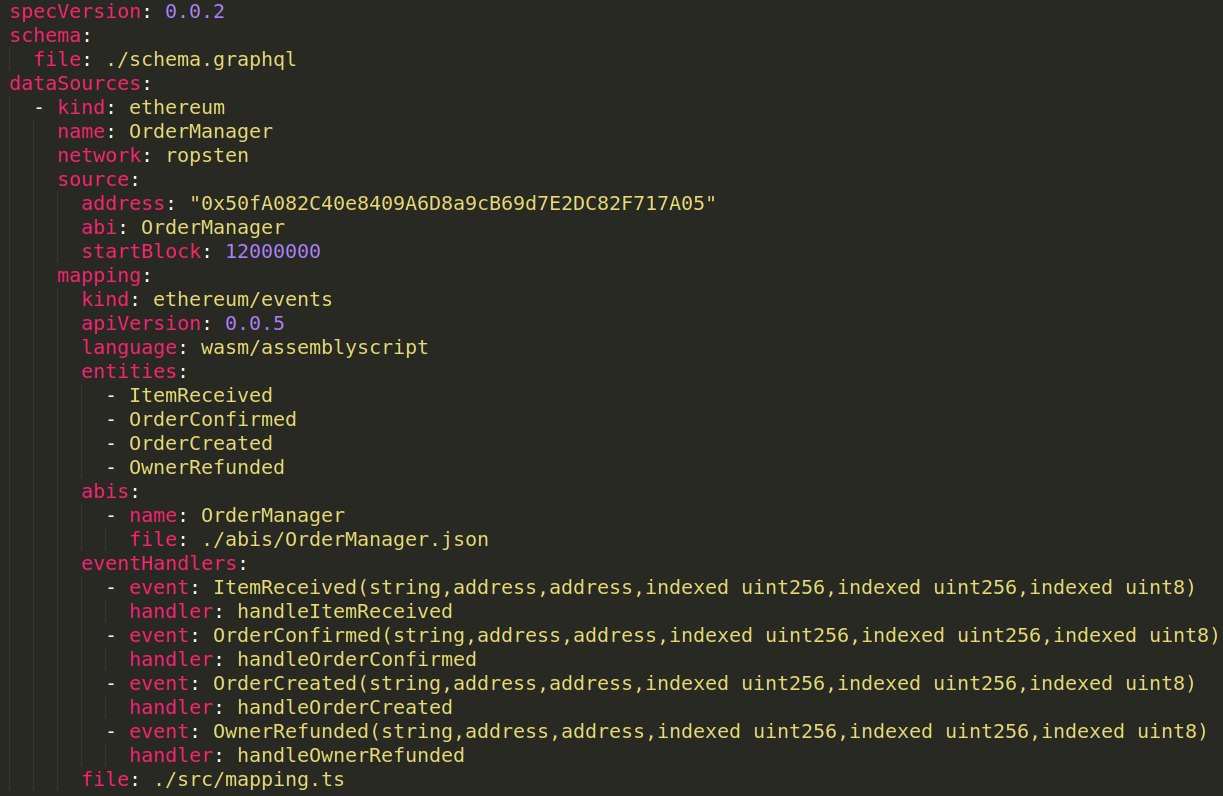 specVersion: 0.0.2
schema:
  file: ./schema.graphql
dataSources:
  - kind: ethereum
    name: OrderManager
    network: ropsten
    source:
      address: "0x50fA082C40e8409A6D8a9cB69d7E2DC82F717A05"
      abi: OrderManager
      startBlock: 12000000
    mapping:
      kind: ethereum/events
      apiVersion: 0.0.5
      language: wasm/assemblyscript
      entities:
        - ItemReceived
        - OrderConfirmed
        - OrderCreated
        - OwnerRefunded
      abis:
        - name: OrderManager
          file: ./abis/OrderManager.json
      eventHandlers:
        - event: ItemReceived(string,address,address,indexed uint256,indexed uint256,indexed uint8)
          handler: handleItemReceived
        - event: OrderConfirmed(string,address,address,indexed uint256,indexed uint256,indexed uint8)
          handler: handleOrderConfirmed
        - event: OrderCreated(string,address,address,indexed uint256,indexed uint256,indexed uint8)
          handler: handleOrderCreated
        - event: OwnerRefunded(string,address,address,indexed uint256,indexed uint256,indexed uint8)
          handler: handleOwnerRefunded
      file: ./src/mapping.ts